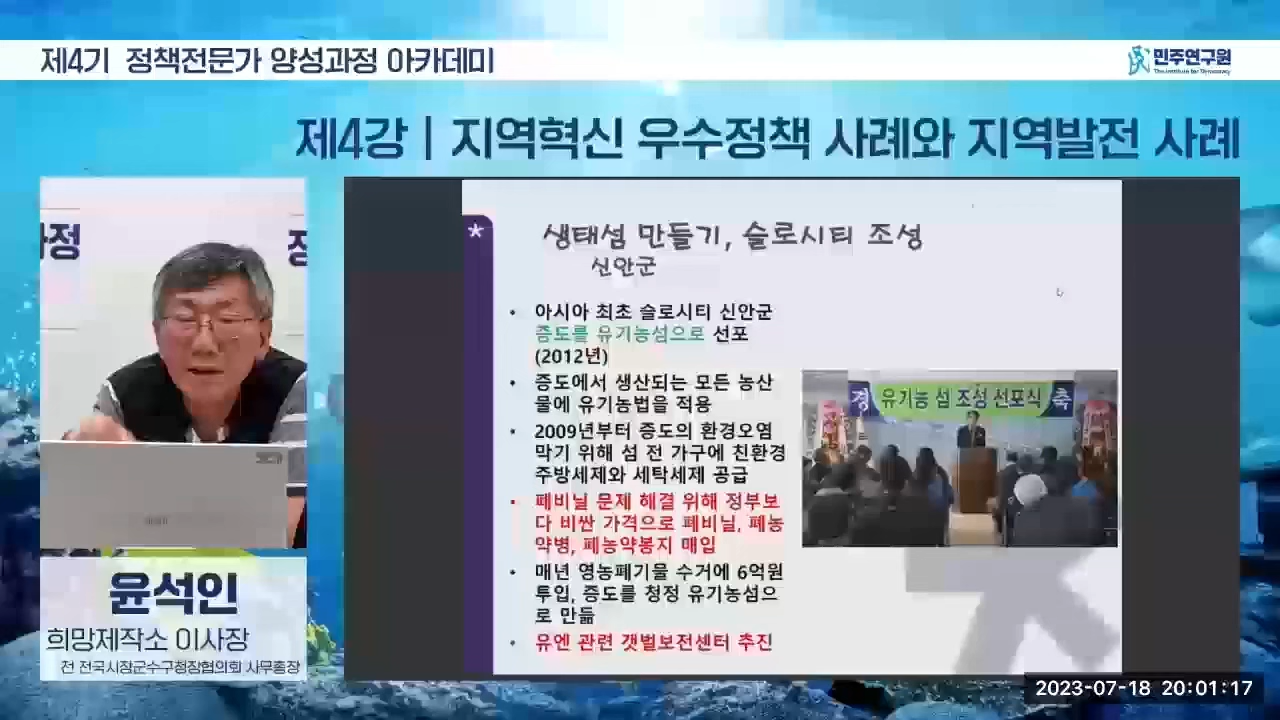 제4기 정책전문가 양성과정 아카데미
민주연구원
The Institute for Democracy
제4강 | 지역혁신 우수정책 사례와 지역발전 사례
생태섬 만들기, 슬로시티 조성
신안군
• 아시아 최초 슬로시티 신안군
증도를 유기농섬으로 선포
(2012년)
• 증도에서 생산되는 모든 농산
물에 유기농법을 적용
• 2009년부터 증도의 환경오염
막기 위해 섬 전 가구에 친환경
주방세제와 세탁세제 공급
• 폐비닐 문제 해결 위해 정부보
다 비싼 가격으로 폐비닐, 폐농
약병, 폐농약봉지 매입
• 매년 영농폐기물 수거에 6억원
투입, 증도를 청정 유기농섬으
로 만듦
• 유엔 관련 갯벌보전센터 추진
경 유기농 섬 조성 선포식 축
윤석인
희망제작소 이사장
전 전국시장군수구청장협의회 사무총장
2023-07-18 20:01:17